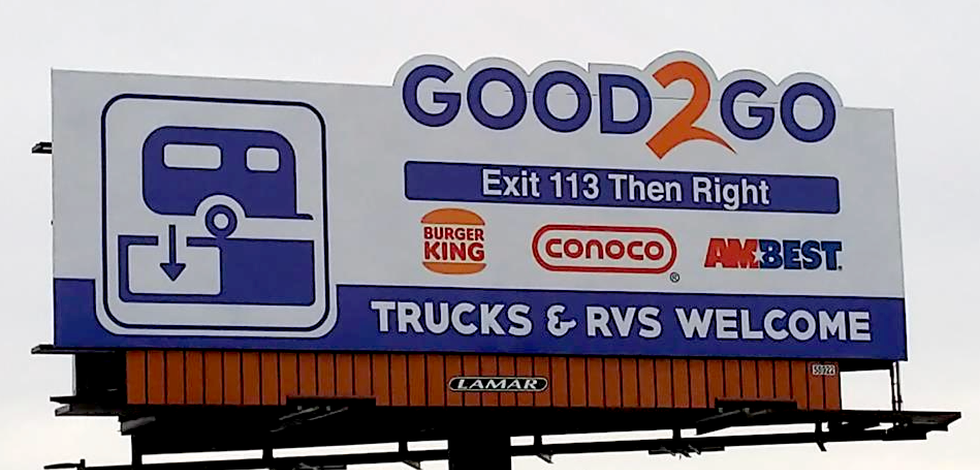 GOOD2GO
Exit 113 Then Right
BURGER
KING
conoco
®
AMBEST.
TRUCKS & RVS WELCOME
LAMAR